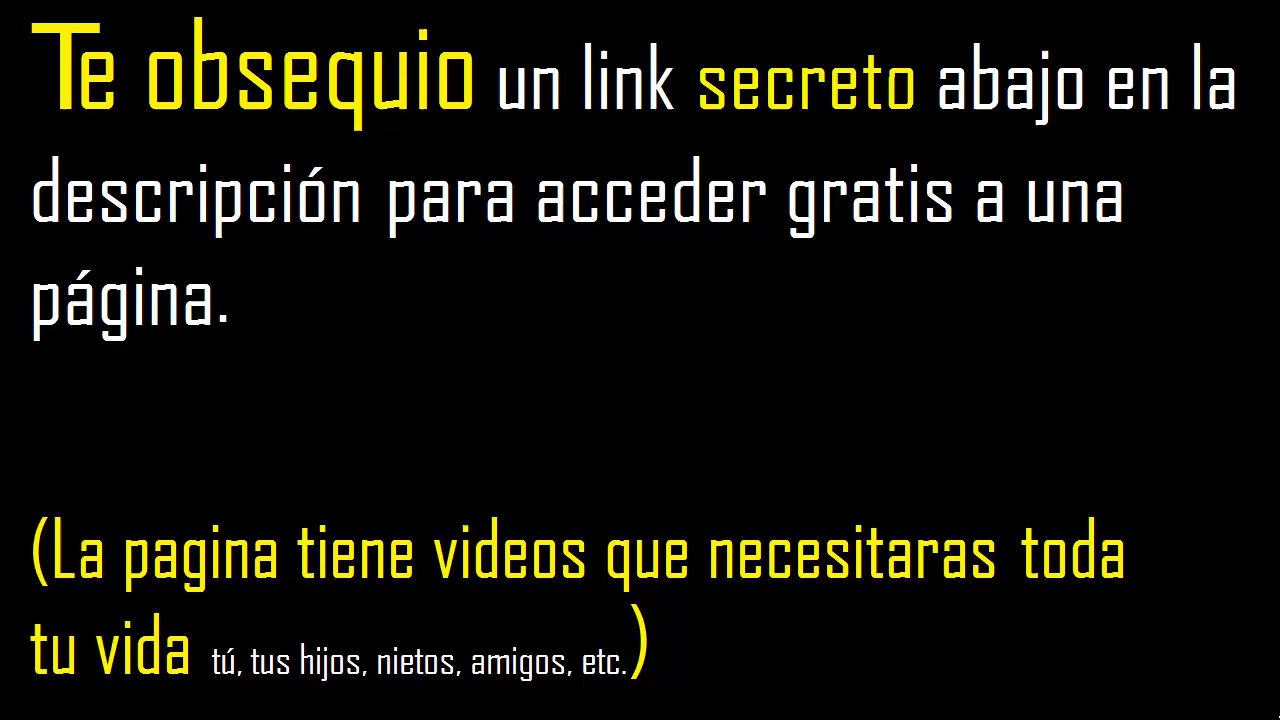 Te obsequio un link secreto abajo en la
descripción para acceder gratis a una
página.
(La pagina tiene videos que necesitaras toda
tu vida tú, tus hijos, nietos, amigos, etc.)